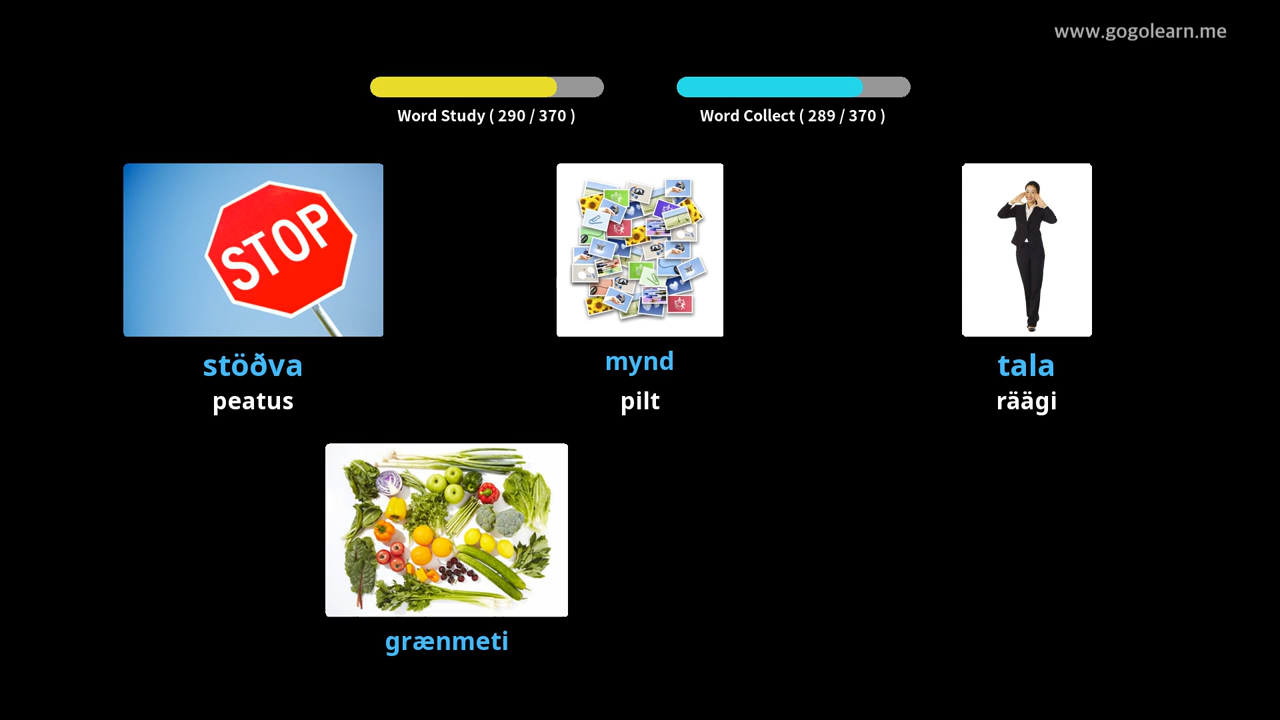 www.gogolearn.me
Word Study ( 290 / 370 )
Word Collect ( 289 / 370 )
STOP
stöðva
mynd
tala
peatus
pilt
räägi
grænmeti